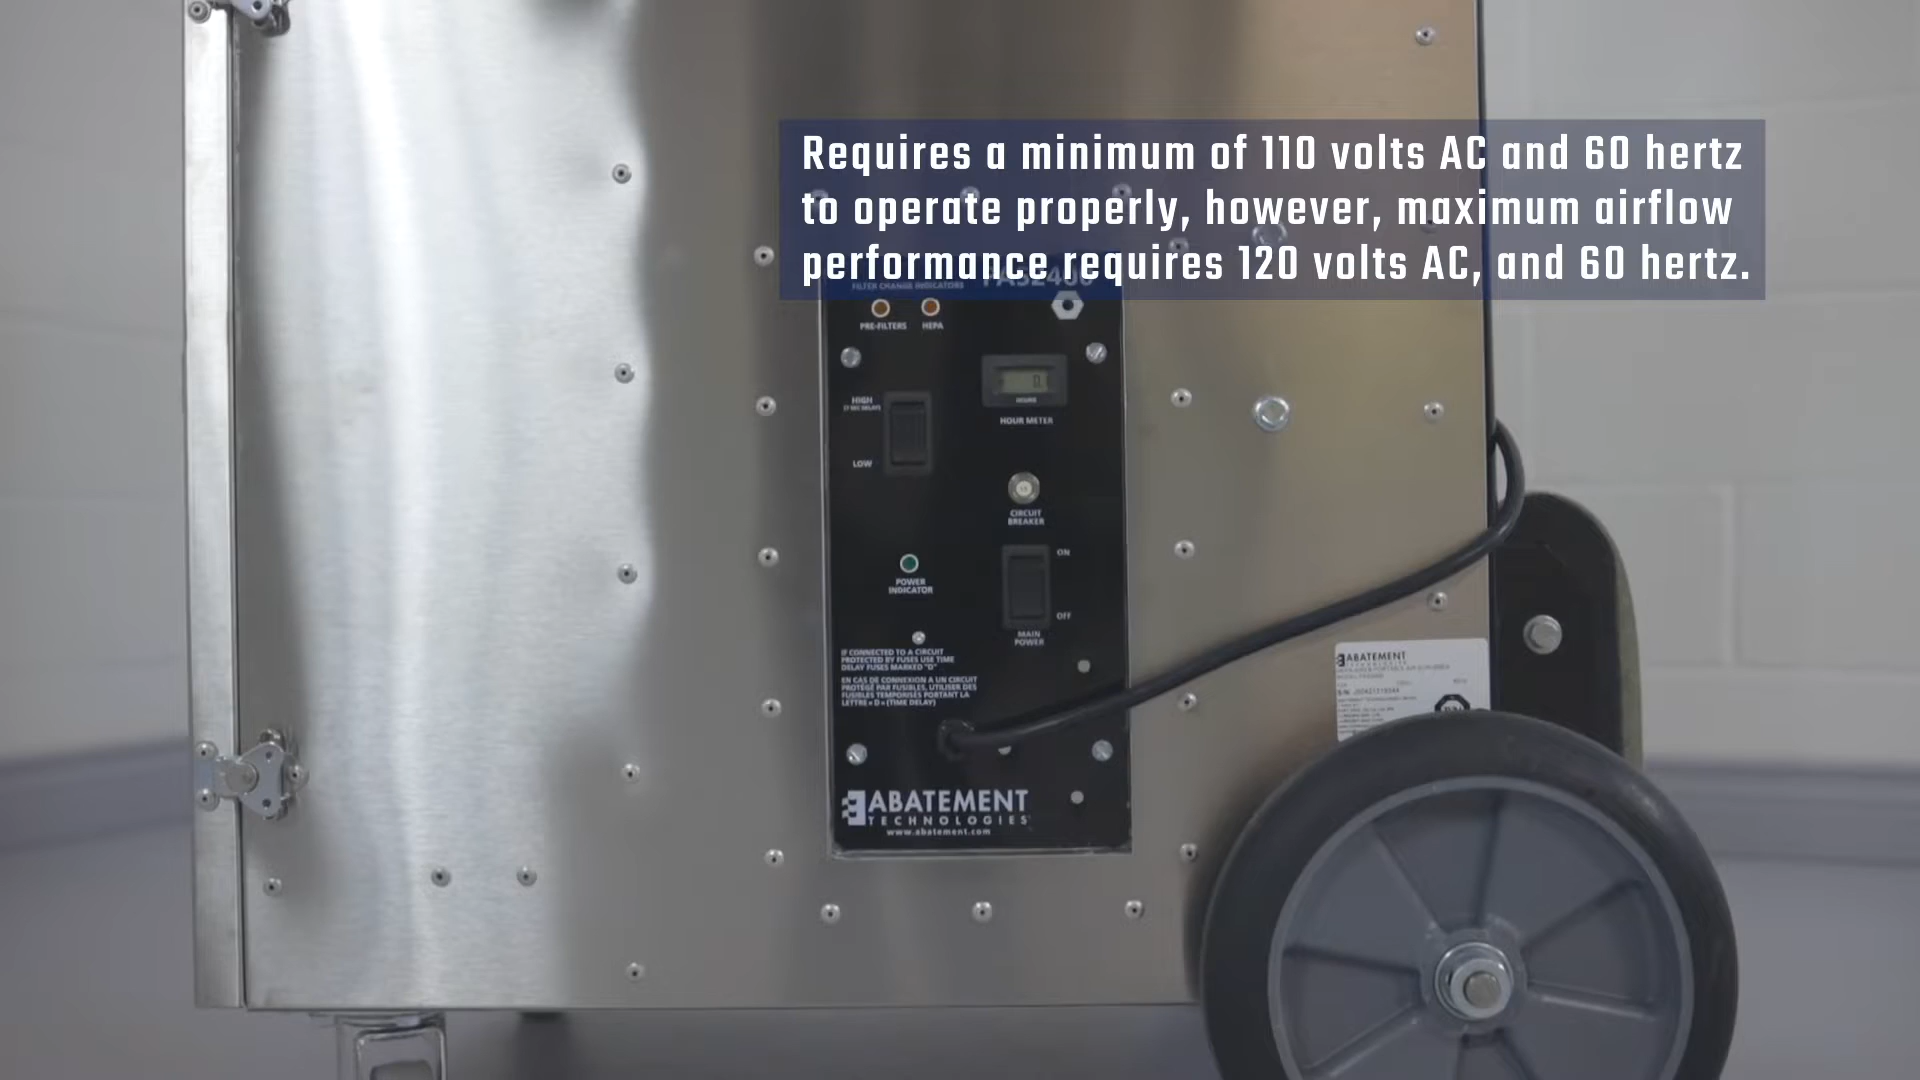 Requires a minimum of 110 volts AC and 60 hertz
to operate properly, however, maximum airflow
performance requires 120 volts AC, and 60 hertz.
FILTER CHANGE INDICATORS
PRE-FILTERS HEPA
HIGH
LOW
HOURS
HOUR METER
CIRCUIT
BREAKER
ON
OFF
MAIN
POWER
POWER
INDICATOR
IF CONNECTED TO A CIRCUIT
PROTECTED BY FUSES USE TIME
DELAY FUSES MARKED "D"
EN CAS DE CONNEXION A UN CIRCUIT
PROTÉGÉ PAR FUSIBLES, UTILISER DES
FUSIBLES TEMPORISÉS PORTANT LA
LETTRE « D » (TIME DELAY)
ABATEMENT
TECHNOLOGIES
www.abatement.com
ABATEMENT
TECHNOLOGIES